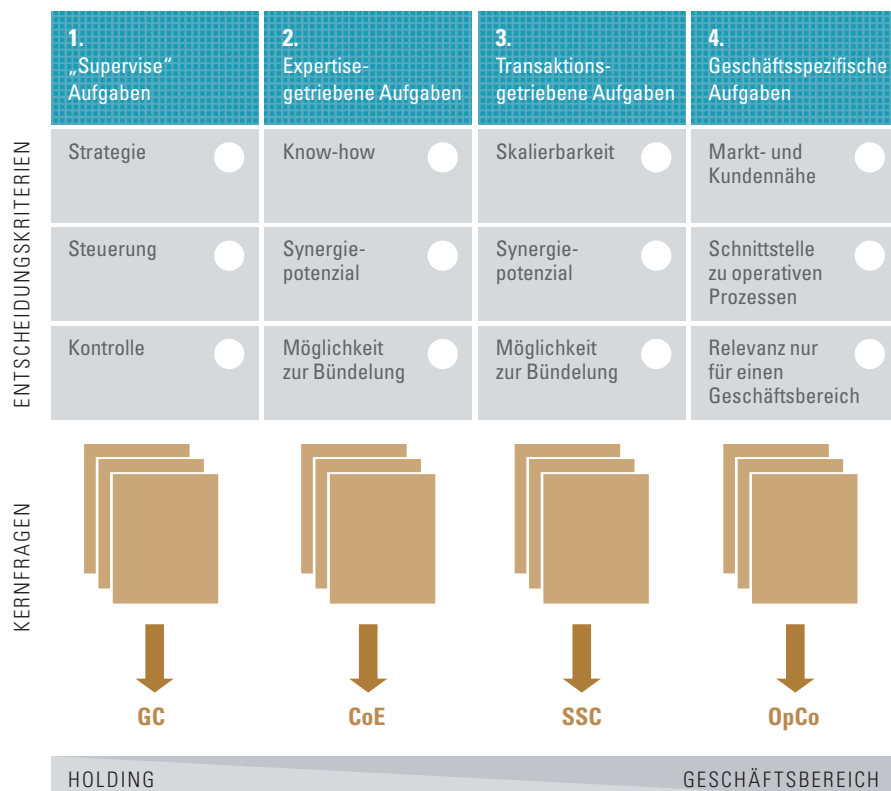 1.
„Supervise“
Aufgaben
2.
Expertise-
getriebene Aufgaben
3.
Transaktions-
getriebene Aufgaben
4.
Geschäftsspezifische
Aufgaben
ENTSCHEIDUNGSKRITERIEN
Strategie
Know-how
Skalierbarkeit
Markt- und
Kundennähe
Steuerung
Synergie-
potenzial
Synergie-
potenzial
Schnittstelle
zu operativen
Prozessen
Kontrolle
Möglichkeit
zur Bündelung
Möglichkeit
zur Bündelung
Relevanz nur
für einen
Geschäftsbereich
KERNFRAGEN
GC
CoE
SSC
OpCo
HOLDING
GESCHÄFTSBEREICH